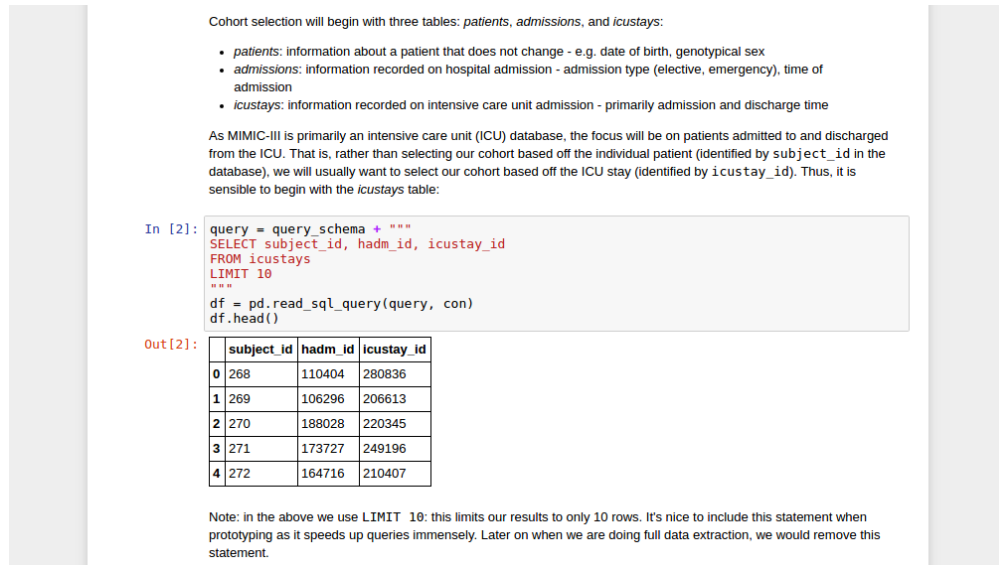 Cohort selection will begin with three tables: patients, admissions, and icustays:
• patients: information about a patient that does not change - e.g. date of birth, genotypical sex
• admissions: information recorded on hospital admission - admission type (elective, emergency), time of
admission
• icustays: information recorded on intensive care unit admission - primarily admission and discharge time
As MIMIC-III is primarily an intensive care unit (ICU) database, the focus will be on patients admitted to and discharged
from the ICU. That is, rather than selecting our cohort based off the individual patient (identified by subject_id in the
database), we will usually want to select our cohort based off the ICU stay (identified by icustay_id). Thus, it is
sensible to begin with the icustays table:
In [2]: query = query_schema + """
SELECT subject_id, hadm_id, icustay_id
FROM icustays
LIMIT 10
"""
df = pd.read_sql_query(query, con)
df.head()
Out[2]:
subject_id hadm_id icustay_id
0 268 110404 280836
1 269 106296 206613
2 270 188028 220345
3 271 173727 249196
4 272 164716 210407
Note: in the above we use LIMIT 10: this limits our results to only 10 rows. It's nice to include this statement when
prototyping as it speeds up queries immensely. Later on when we are doing full data extraction, we would remove this
statement.